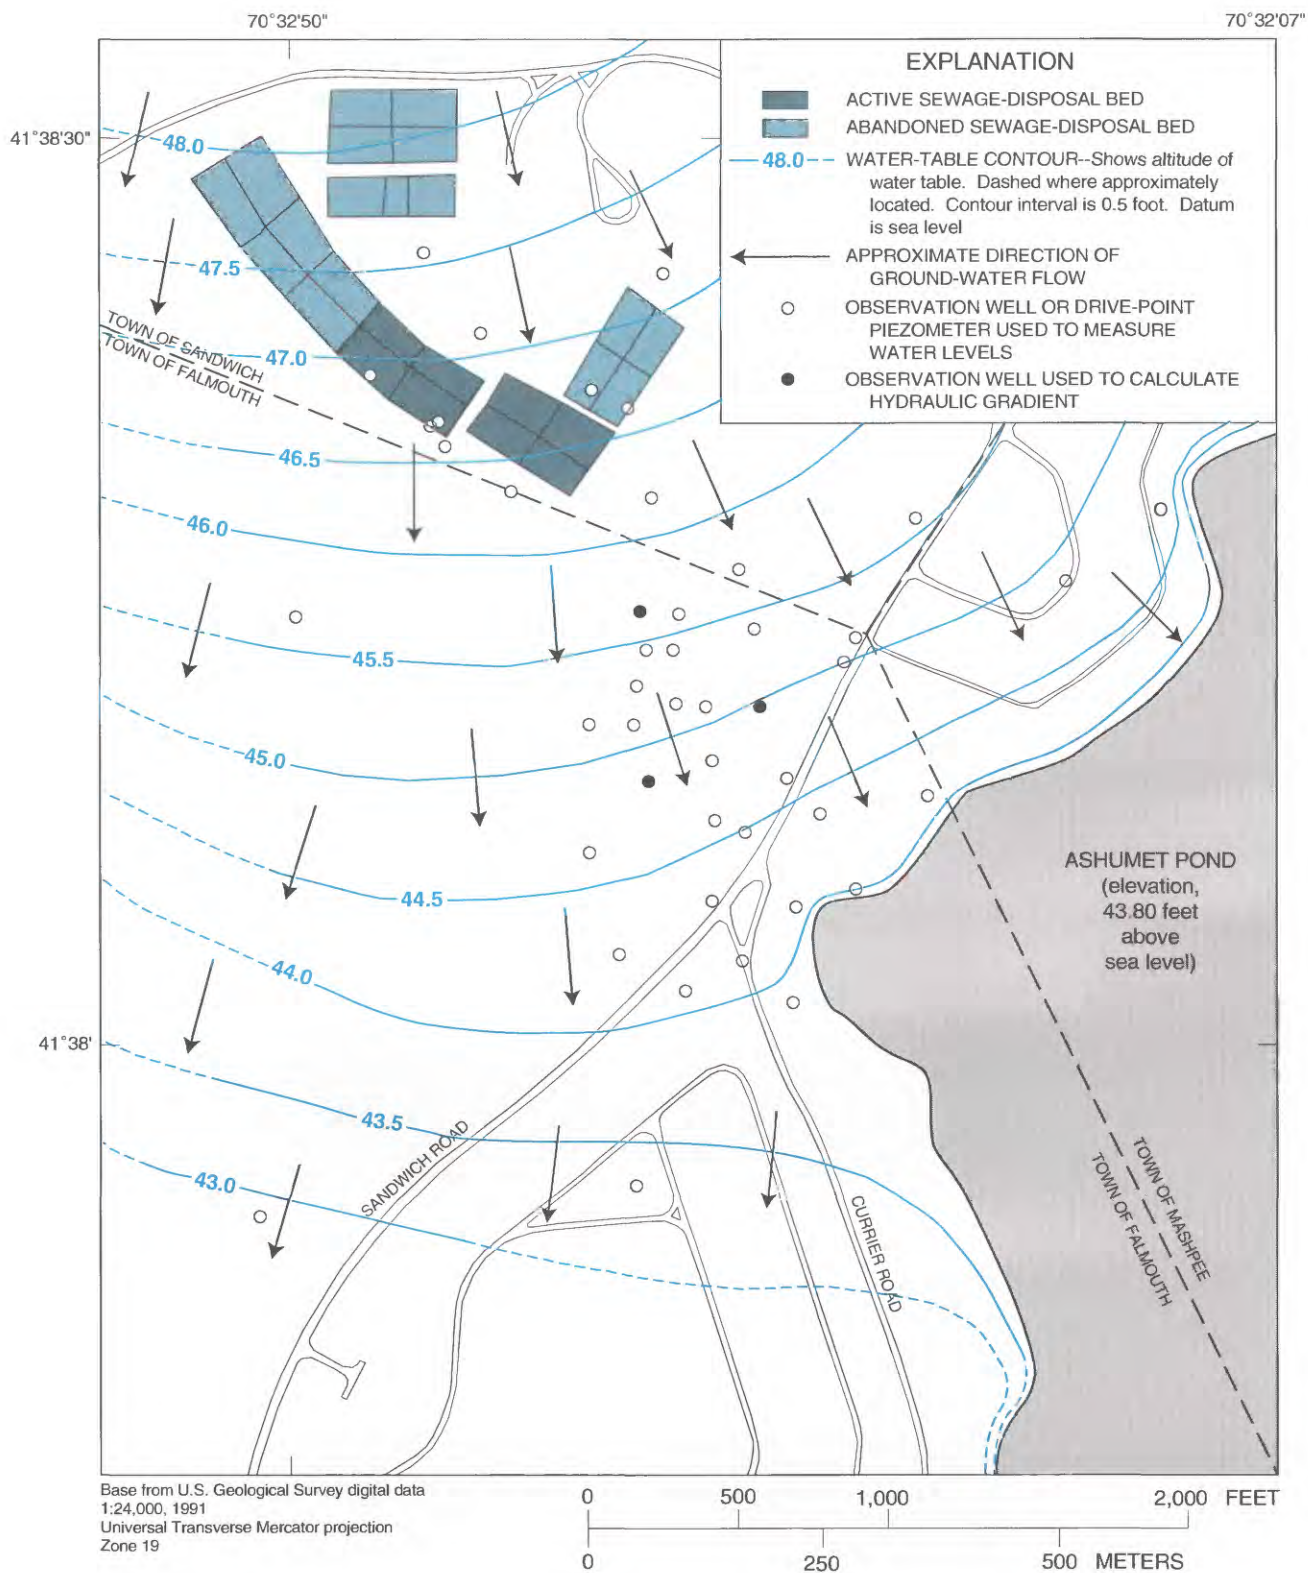 70°32'50"
70°32'07"
41°38'30"
EXPLANATION
ACTIVE SEWAGE-DISPOSAL BED
ABANDONED SEWAGE-DISPOSAL BED
48.0
WATER-TABLE CONTOUR--Shows altitude of
water table. Dashed where approximately
located. Contour interval is 0.5 foot. Datum
is sea level
APPROXIMATE DIRECTION OF
GROUND-WATER FLOW
OBSERVATION WELL OR DRIVE-POINT
PIEZOMETER USED TO MEASURE
WATER LEVELS
OBSERVATION WELL USED TO CALCULATE
HYDRAULIC GRADIENT
48.0
47.5
TOWN OF SANDWICH
TOWN OF FALMOUTH
47.0
46.5
46.0
45.5
45.0
44.5
44.0
ASHUMET POND
(elevation,
43.80 feet
above
sea level)
41°38'
43.5
43.0
SANDWICH ROAD
CURRIER ROAD
TOWN OF MASHPEE
TOWN OF FALMOUTH
Base from U.S. Geological Survey digital data
1:24,000, 1991
Universal Transverse Mercator projection
Zone 19
0 500 1,000 2,000 FEET
0 250 500 METERS